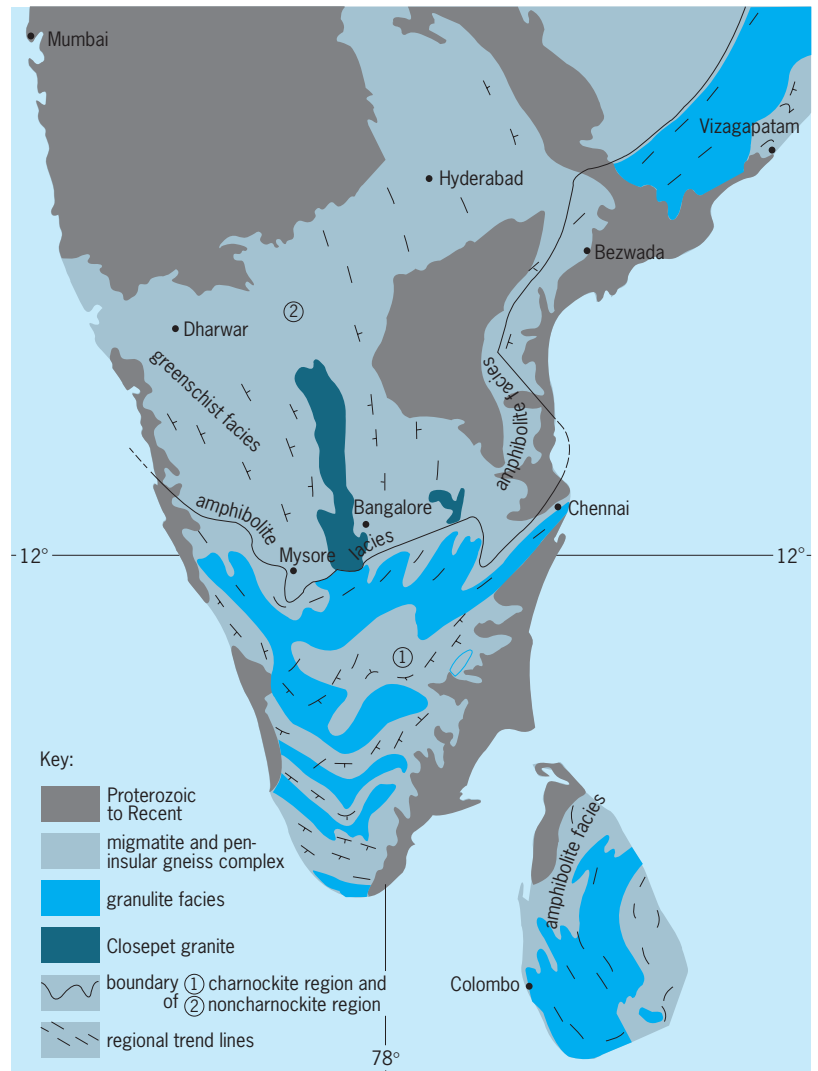 Mumbai
Vizagapatam
Hyderabad
Bezwada
②
Dharwar
greenschist facies
amphibolite facies
amphibolite
lacies
Bangalore
Chennai
12°
12°
Mysore
①
Key:
Proterozoic
to Recent
migmatite and pen-
insular gneiss complex
granulite facies
Closepet granite
boundary ① charnockite region and
of ② noncharnockite region
regional trend lines
amphibolite facies
Colombo
78°